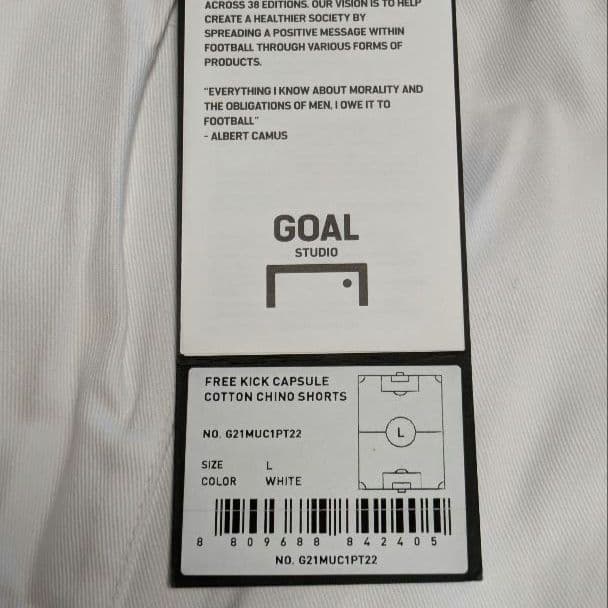 ACROSS 38 EDITIONS. OUR VISION IS TO HELP
CREATE A HEALTHIER SOCIETY BY
SPREADING A POSITIVE MESSAGE WITHIN
FOOTBALL THROUGH VARIOUS FORMS OF
PRODUCTS.
"EVERYTHING I KNOW ABOUT MORALITY AND
THE OBLIGATIONS OF MEN, I OWE IT TO
FOOTBALL"
- ALBERT CAMUS
GOAL
STUDIO
FREE KICK CAPSULE
COTTON CHINO SHORTS
NO. G21MUC1PT22
L
SIZE L
COLOR WHITE
8 809688 842405
NO. G21MUC1PT22